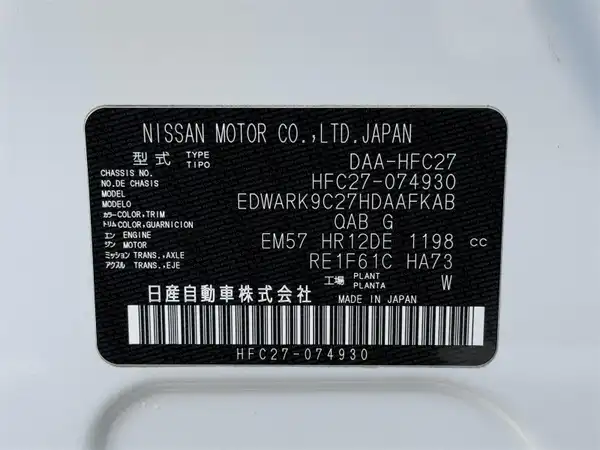 NISSAN MOTOR CO.,LTD.JAPAN
型式 TYPE TIPO DAA-HFC27
CHASSIS NO. NO.DE CHASIS HFC27-074930
MODEL MODELO EDWARK9C27HDAAFKAB
カラー COLOR,TRIM トリム COLOR,GUARNICION QAB G
エンジン ENGINE MOTOR EM57 HR12DE 1198 cc
ミッション TRANS.,AXLE アクスル TRANS.,EJE RE1F61C HA73
工場 PLANT PLANTA W
日産自動車株式会社 MADE IN JAPAN
HFC27-074930